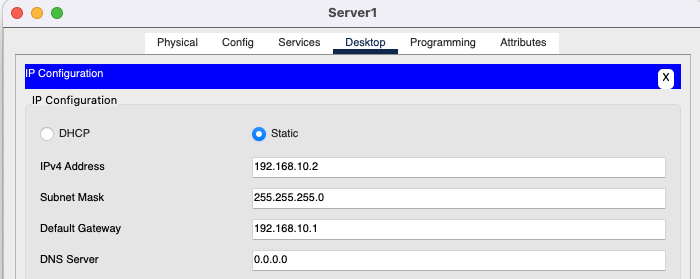 Server1
Physical Config Services Desktop Programming Attributes
IP Configuration
X
IP Configuration
DHCP Static
IPv4 Address 192.168.10.2
Subnet Mask 255.255.255.0
Default Gateway 192.168.10.1
DNS Server 0.0.0.0